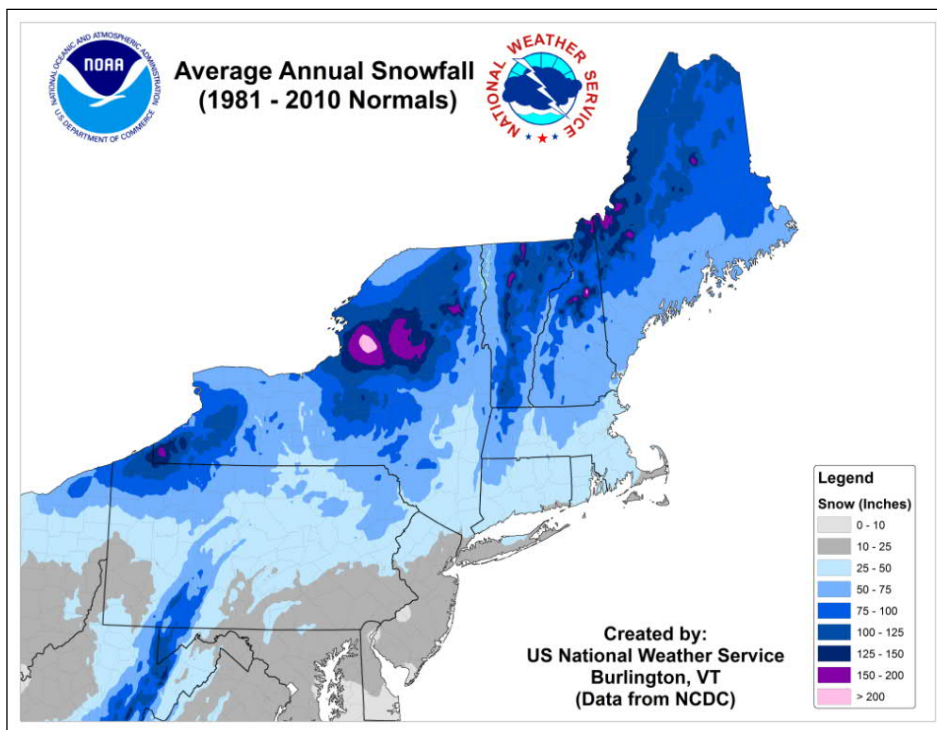 NATIONAL OCEANIC AND ATMOSPHERIC ADMINISTRATION
NOAA
U.S. DEPARTMENT OF COMMERCE
Average Annual Snowfall
(1981 - 2010 Normals)
NATIONAL WEATHER SERVICE
Legend
Snow (Inches)
0 - 10
10 - 25
25 - 50
50 - 75
75 - 100
100 - 125
125 - 150
150 - 200
> 200
Created by:
US National Weather Service
Burlington, VT
(Data from NCDC)